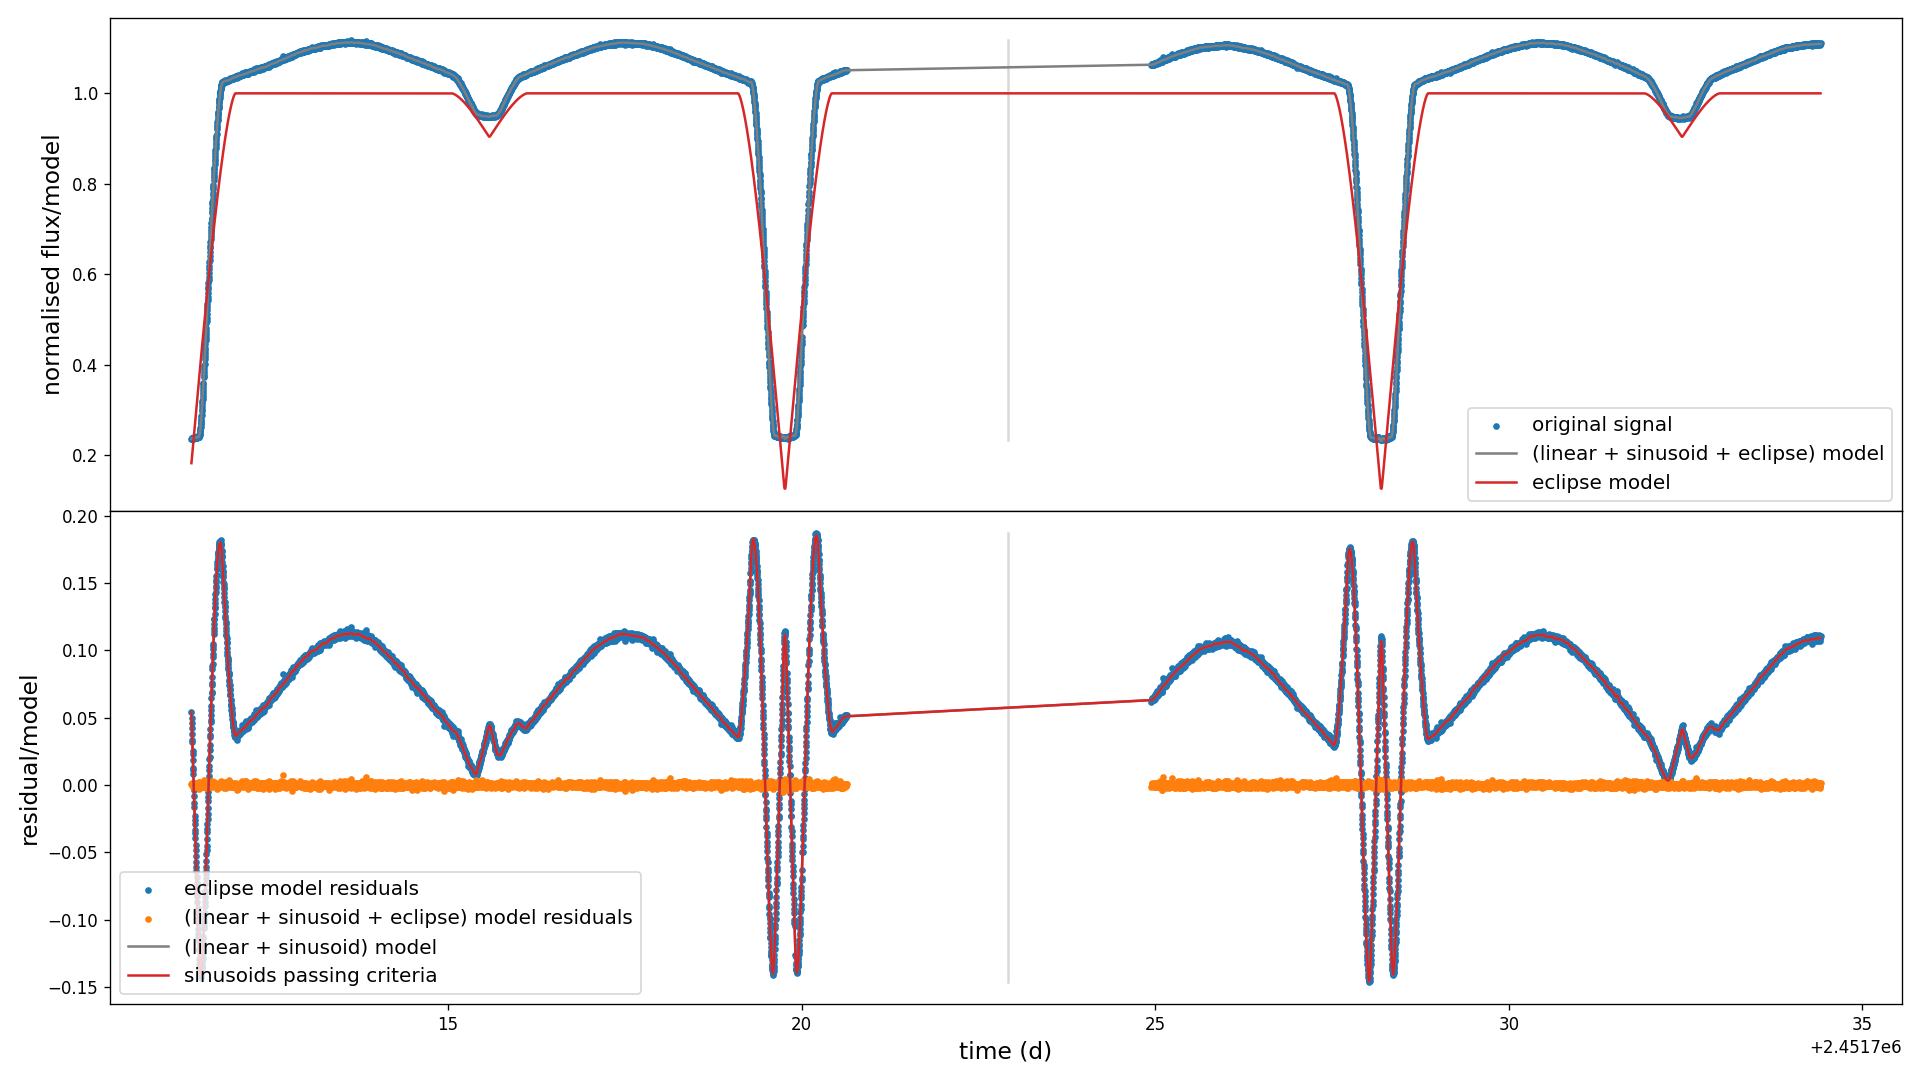 normalised flux/model
1.0
0.8
0.6
0.4
0.2
original signal
(linear + sinusoid + eclipse) model
eclipse model
residual/model
0.20
0.15
0.10
0.05
0.00
−0.05
−0.10
−0.15
eclipse model residuals
(linear + sinusoid + eclipse) model residuals
(linear + sinusoid) model
sinusoids passing criteria
15
20
25
30
35
time (d)
+2.4517e6